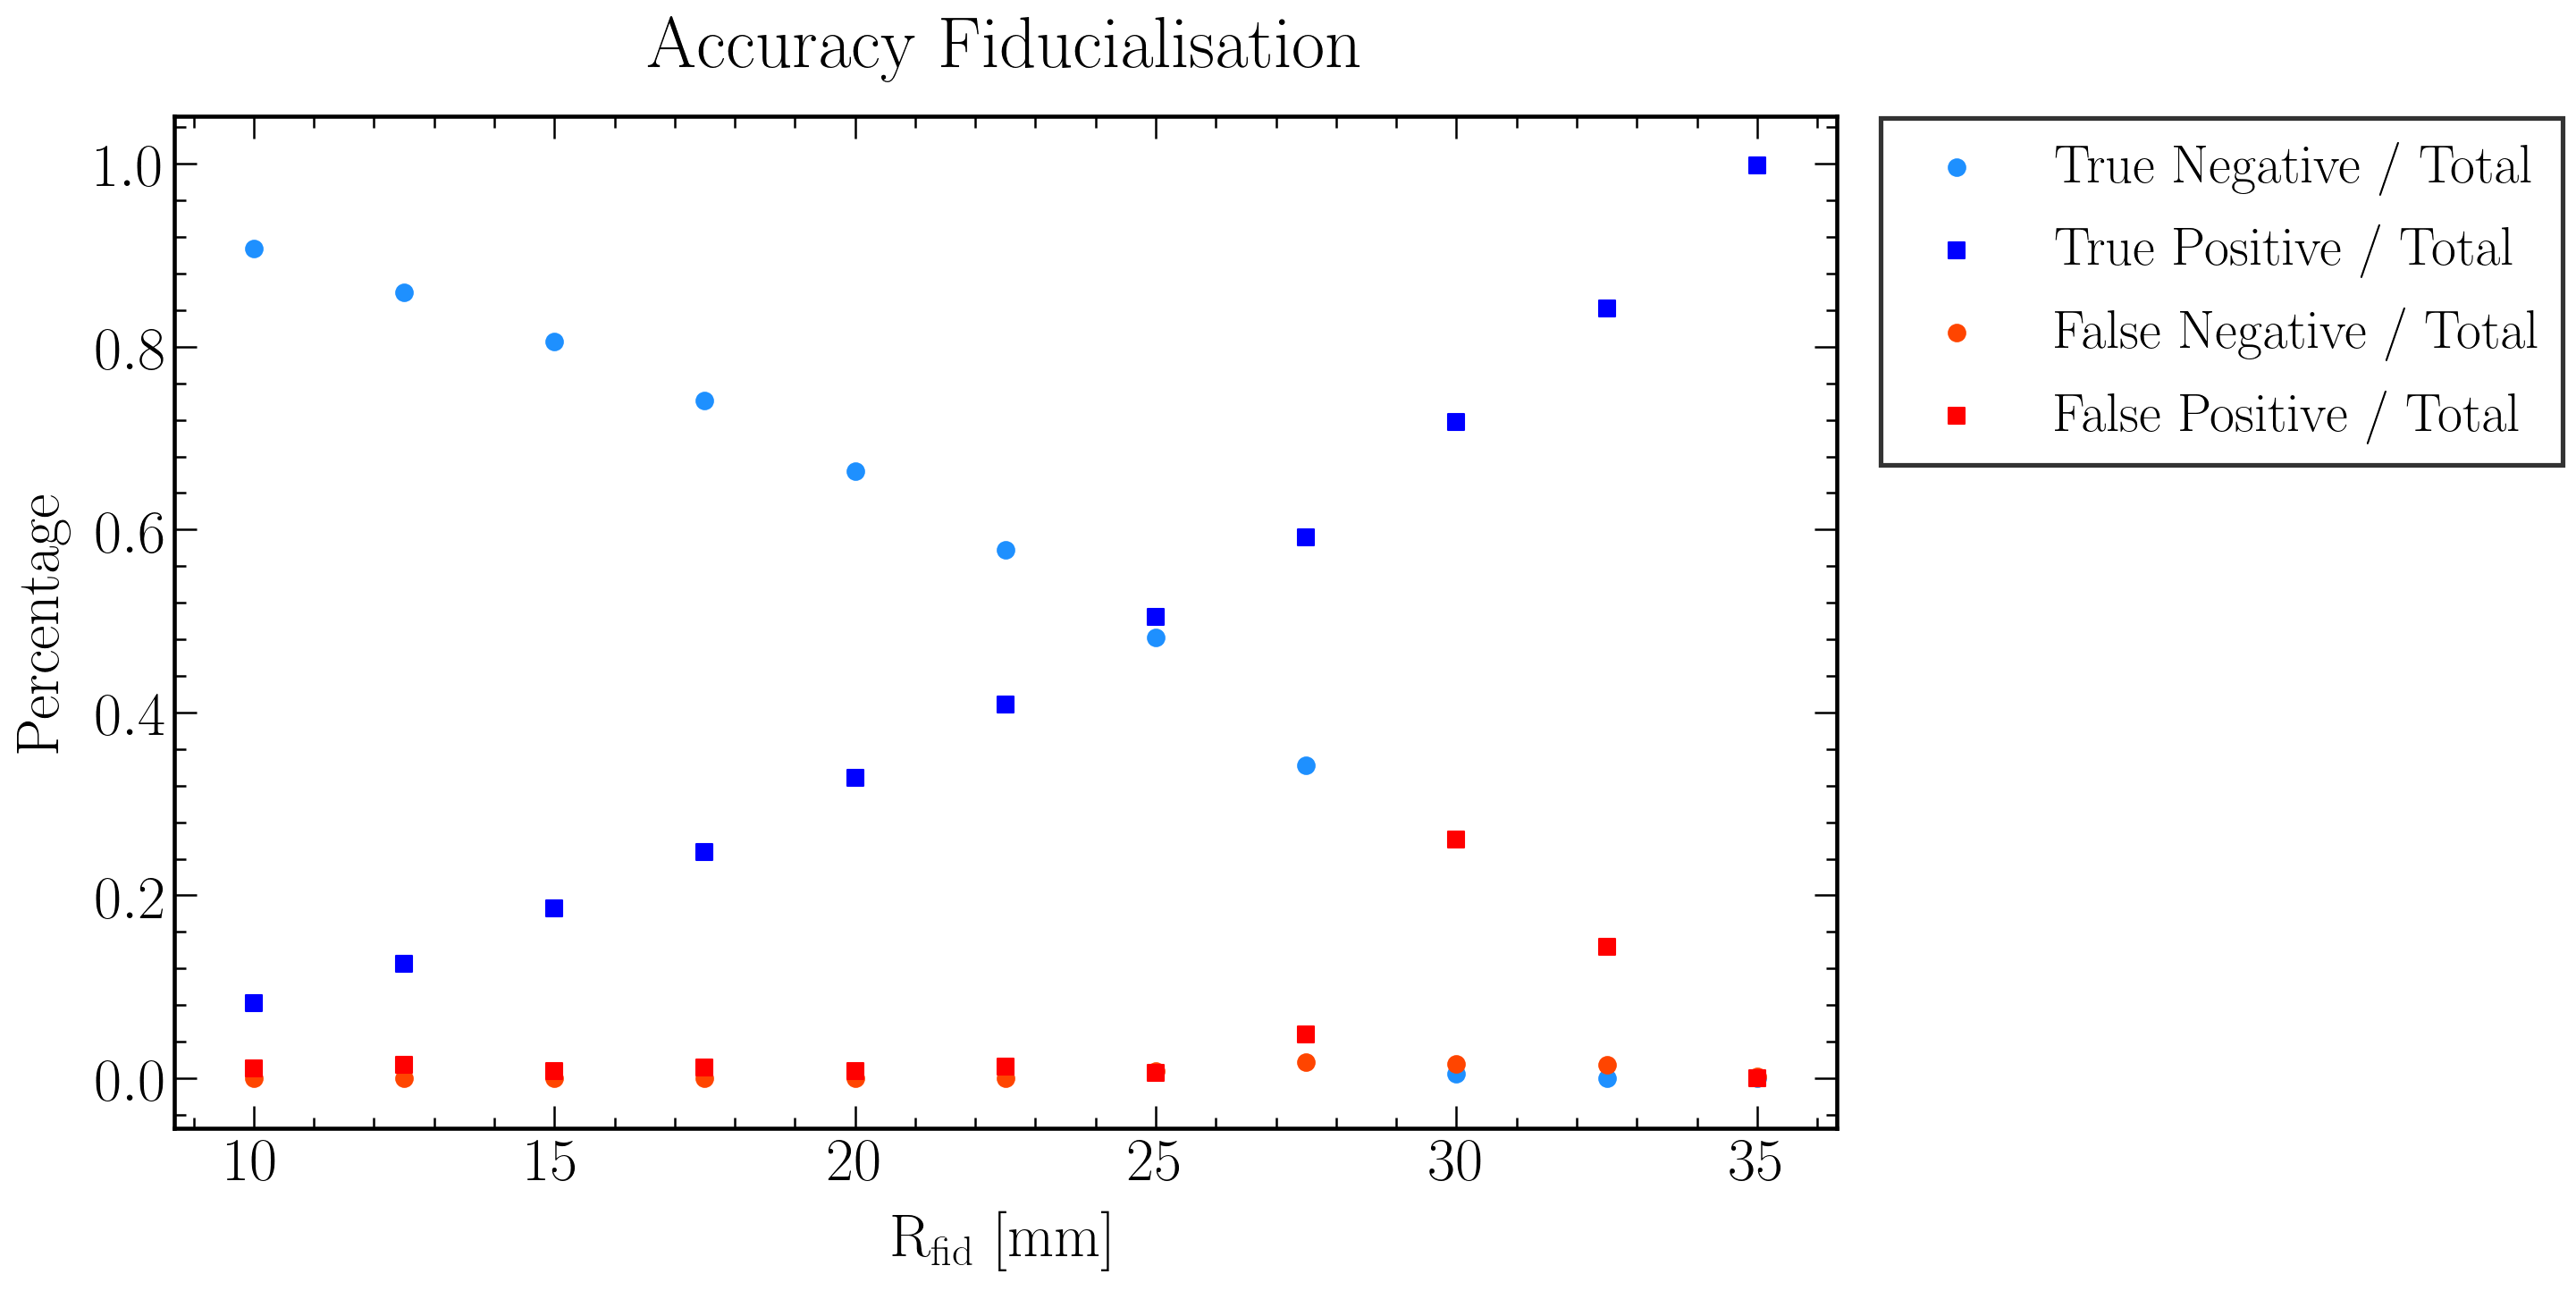 Accuracy Fiducialisation
True Negative / Total
True Positive / Total
False Negative / Total
False Positive / Total
Percentage
1.0
0.8
0.6
0.4
0.2
0.0
10 15 20 25 30 35
R_fid [mm]